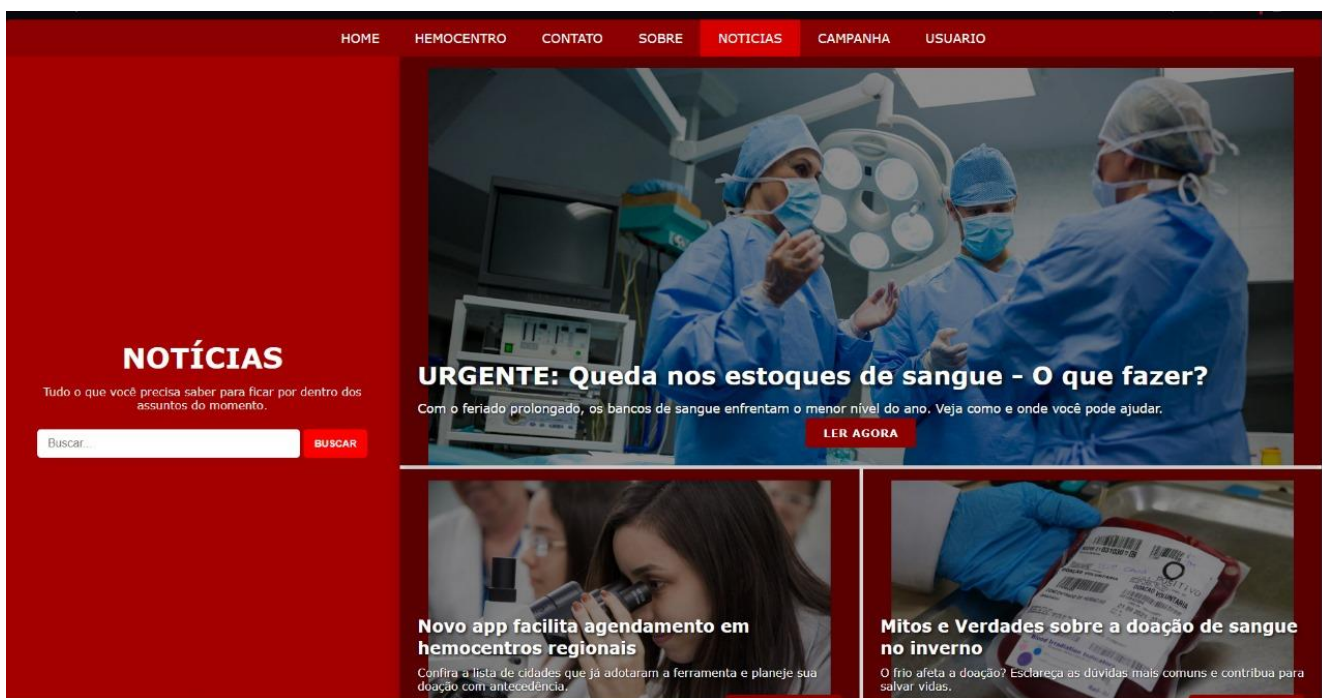 HOME HEMOCENTRO CONTATO SOBRE NOTICIAS CAMPANHA USUARIO
NOTÍCIAS
Tudo o que você precisa saber para ficar por dentro dos
assuntos do momento.
Buscar...
BUSCAR
URGENTE: Queda nos estoques de sangue - O que fazer?
Com o feriado prolongado, os bancos de sangue enfrentam o menor nível do ano. Veja como e onde você pode ajudar.
LER AGORA
Novo app facilita agendamento em
hemocentros regionais
Confira a lista de cidades que já adotaram a ferramenta e planeje sua
doação com antecedência.
Mitos e Verdades sobre a doação de sangue
no inverno
O frio afeta a doação? Esclareça as dúvidas mais comuns e contribua para
salvar vidas.